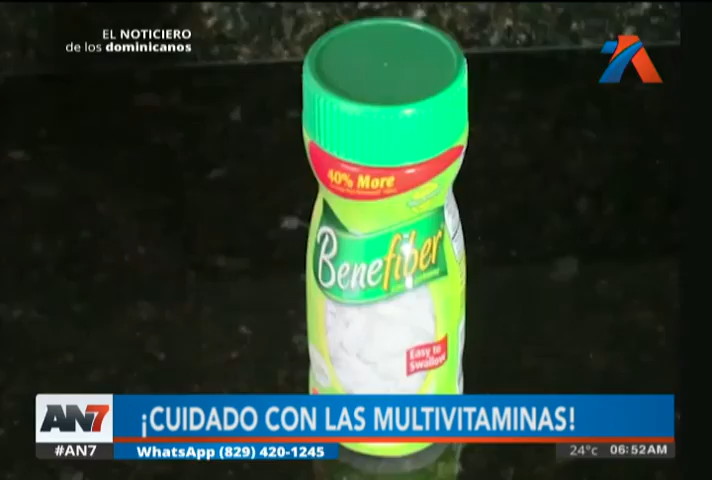 EL NOTICIERO
de los dominicanos
40% More
Benefiber
Easy to
Swallow
AN7
¡CUIDADO CON LAS MULTIVITAMINAS!
#AN7
WhatsApp (829) 420-1245
24°C
06:52AM